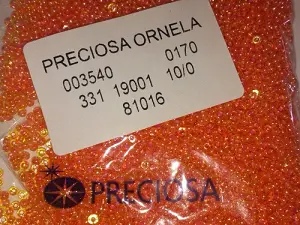 PRECIOSA ORNELA
003540 0170
331 19001 10/0
81016
PRECIOSA